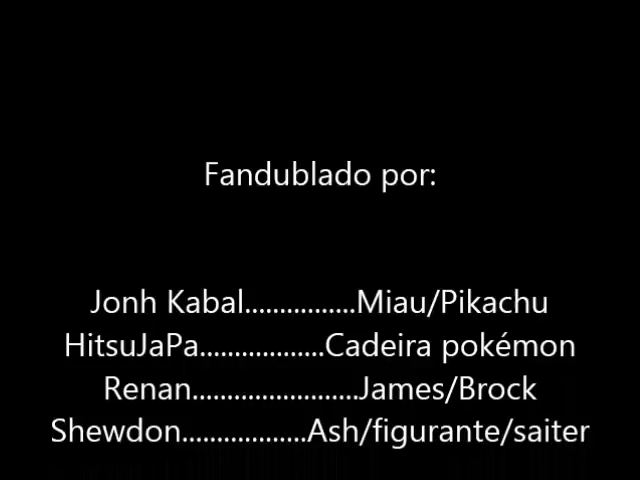 Fandublado por:
Jonh Kabal................Miau/Pikachu
HitsuJaPa..................Cadeira pokémon
Renan........................James/Brock
Shewdon..................Ash/figurante/saiter